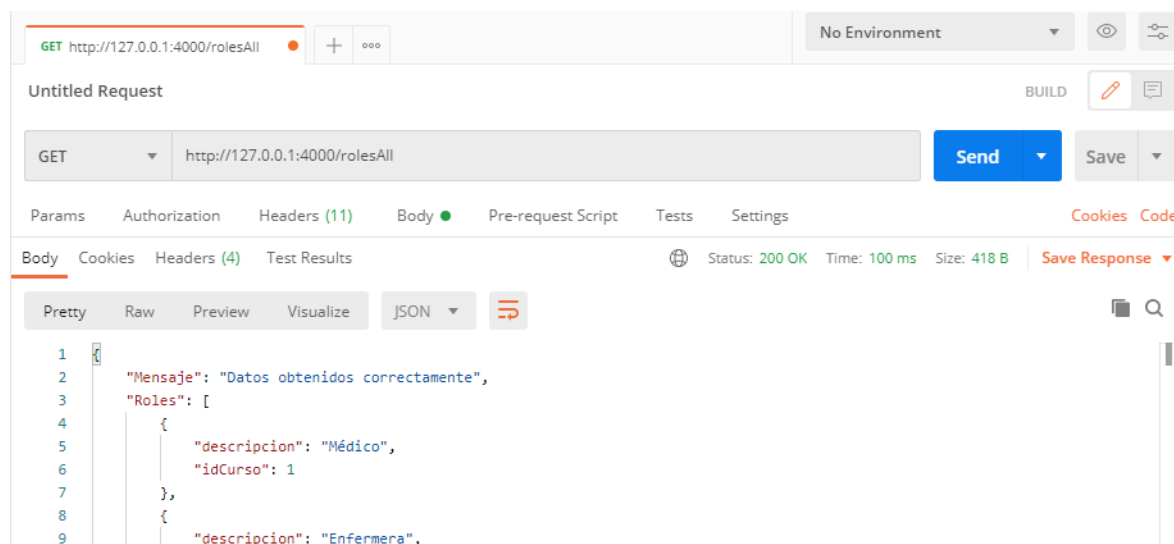 GET http://127.0.0.1:4000/rolesAll No Environment
Untitled Request BUILD
GET http://127.0.0.1:4000/rolesAll Send Save
Params Authorization Headers (11) Body Pre-request Script Tests Settings Cookies Code
Body Cookies Headers (4) Test Results Status: 200 OK Time: 100 ms Size: 418 B Save Response
Pretty Raw Preview Visualize JSON
1 {
2 "Mensaje": "Datos obtenidos correctamente",
3 "Roles": [
4 {
5 "descripcion": "Médico",
6 "idCurso": 1
7 },
8 {
9 "descripcion": "Enfermera",